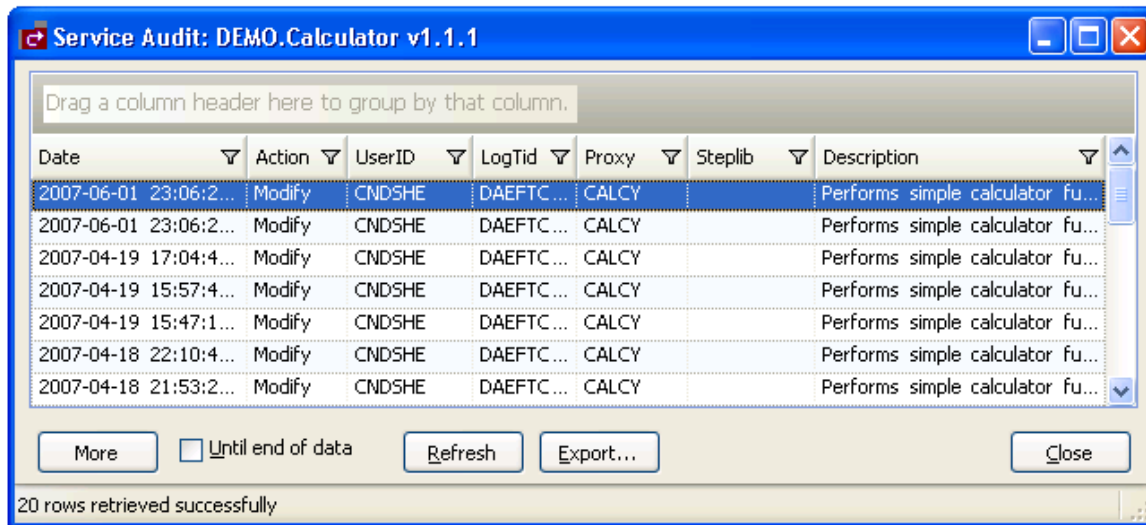 Service Audit: DEMO.Calculator v1.1.1
Drag a column header here to group by that column.
Date Action UserID LogTid Proxy Steplib Description
2007-06-01 23:06:2... Modify CNDSHE DAEFTC... CALCY Performs simple calculator fu...
2007-06-01 23:06:2... Modify CNDSHE DAEFTC... CALCY Performs simple calculator fu...
2007-04-19 17:04:4... Modify CNDSHE DAEFTC... CALCY Performs simple calculator fu...
2007-04-19 15:57:4... Modify CNDSHE DAEFTC... CALCY Performs simple calculator fu...
2007-04-19 15:47:1... Modify CNDSHE DAEFTC... CALCY Performs simple calculator fu...
2007-04-18 22:10:4... Modify CNDSHE DAEFTC... CALCY Performs simple calculator fu...
2007-04-18 21:53:2... Modify CNDSHE DAEFTC... CALCY Performs simple calculator fu...
More Until end of data Refresh Export... Close
20 rows retrieved successfully